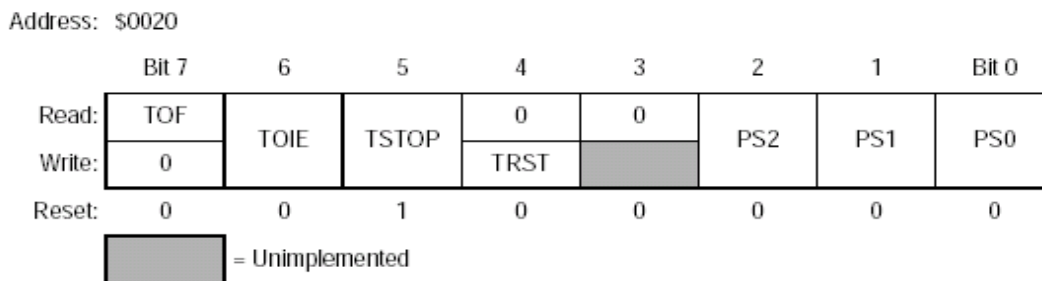 Address: $0020
Bit 7 6 5 4 3 2 1 Bit 0
Read: TOF TOIE TSTOP 0 0 PS2 PS1 PS0
Write: 0 TRST
Reset: 0 0 1 0 0 0 0 0
= Unimplemented